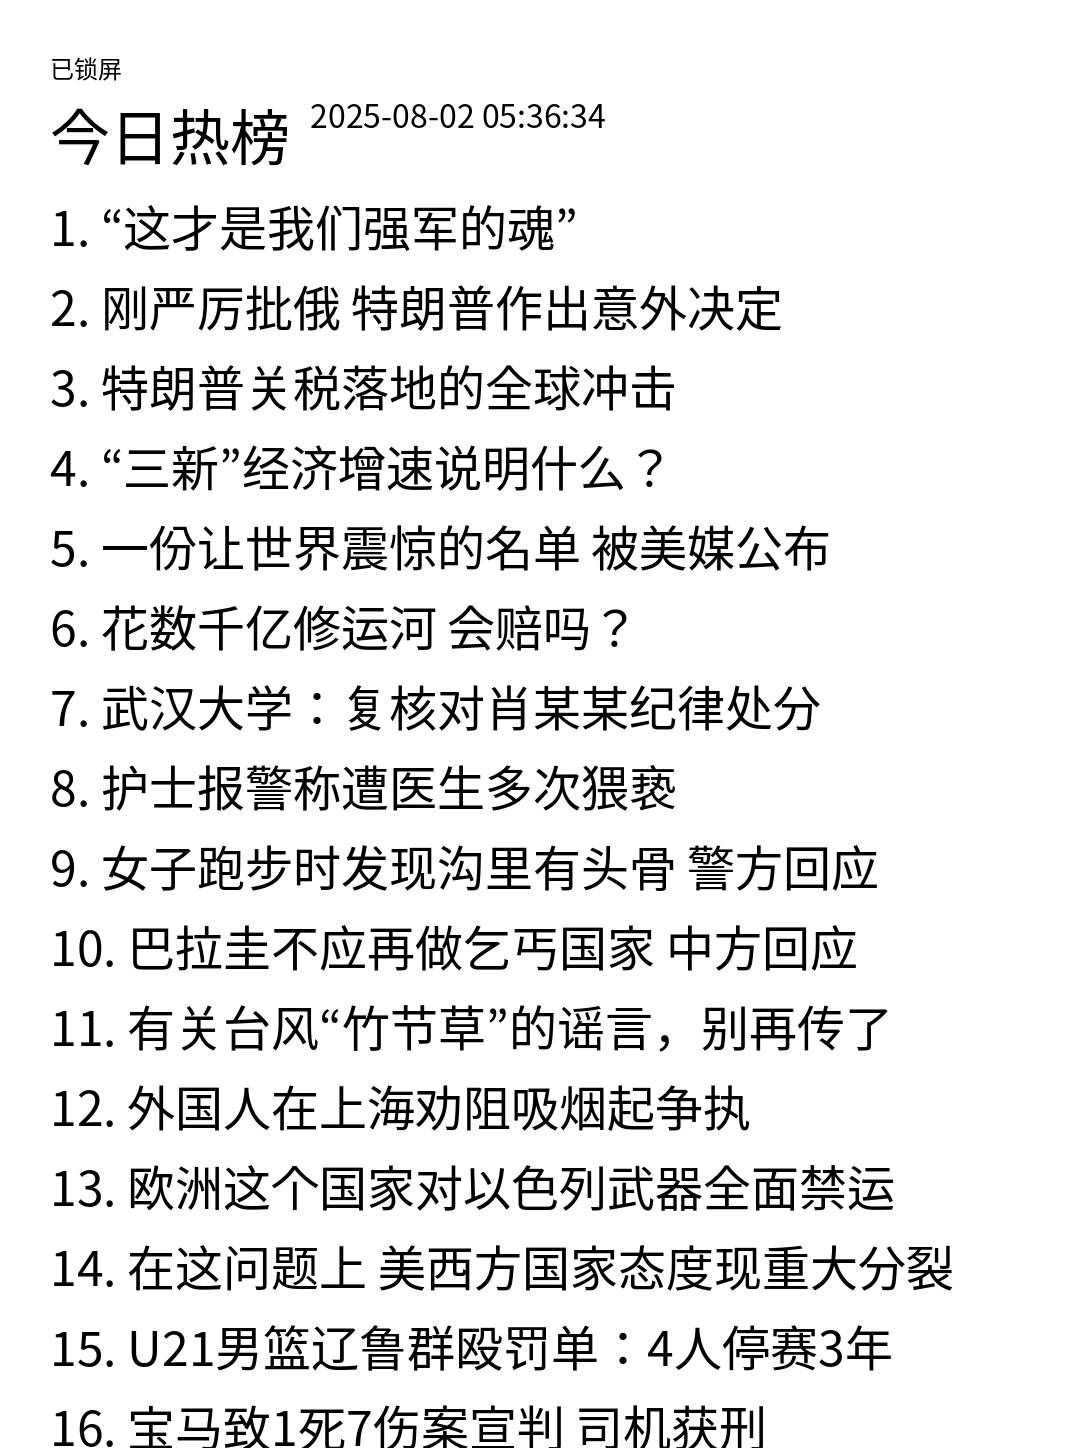 已锁屏
今日热榜 2025-08-02 05:36:34
1. “这才是我们强军的魂”
2. 刚严厉批俄 特朗普作出意外决定
3. 特朗普关税落地的全球冲击
4. “三新”经济增速说明什么？
5. 一份让世界震惊的名单 被美媒公布
6. 花数千亿修运河 会赔吗？
7. 武汉大学：复核对肖某某纪律处分
8. 护士报警称遭医生多次猥亵
9. 女子跑步时发现沟里有头骨 警方回应
10. 巴拉圭不应再做乞丐国家 中方回应
11. 有关台风“竹节草”的谣言，别再传了
12. 外国人在上海劝阻吸烟起争执
13. 欧洲这个国家对以色列武器全面禁运
14. 在这问题上 美西方国家态度现重大分裂
15. U21男篮辽鲁群殴罚单：4人停赛3年
16. 宝马致1死7伤案宣判 司机获刑